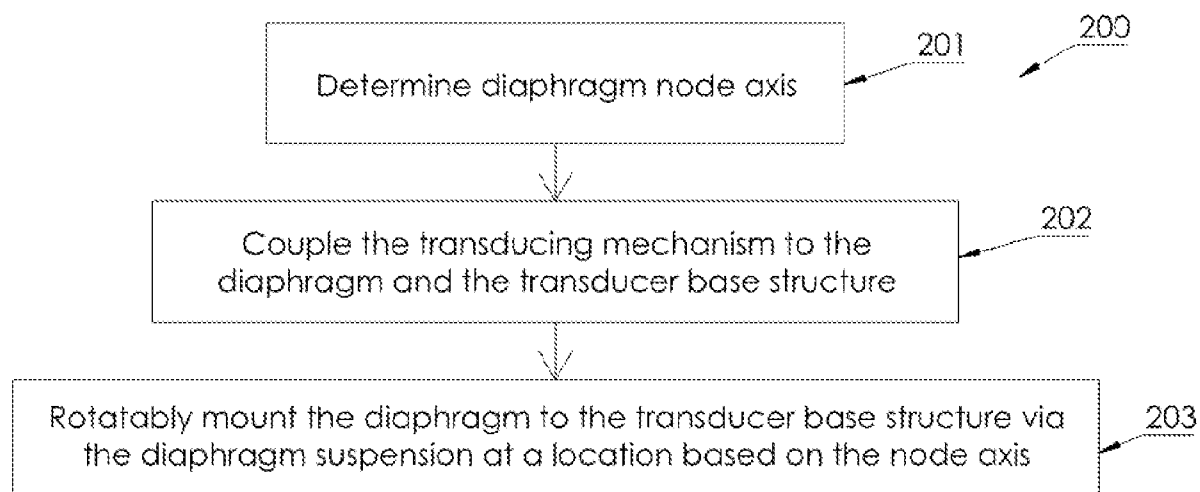 200
201
Determine diaphragm node axis
202
Couple the transducing mechanism to the
diaphragm and the transducer base structure
203
Rotatably mount the diaphragm to the transducer base structure via
the diaphragm suspension at a location based on the node axis